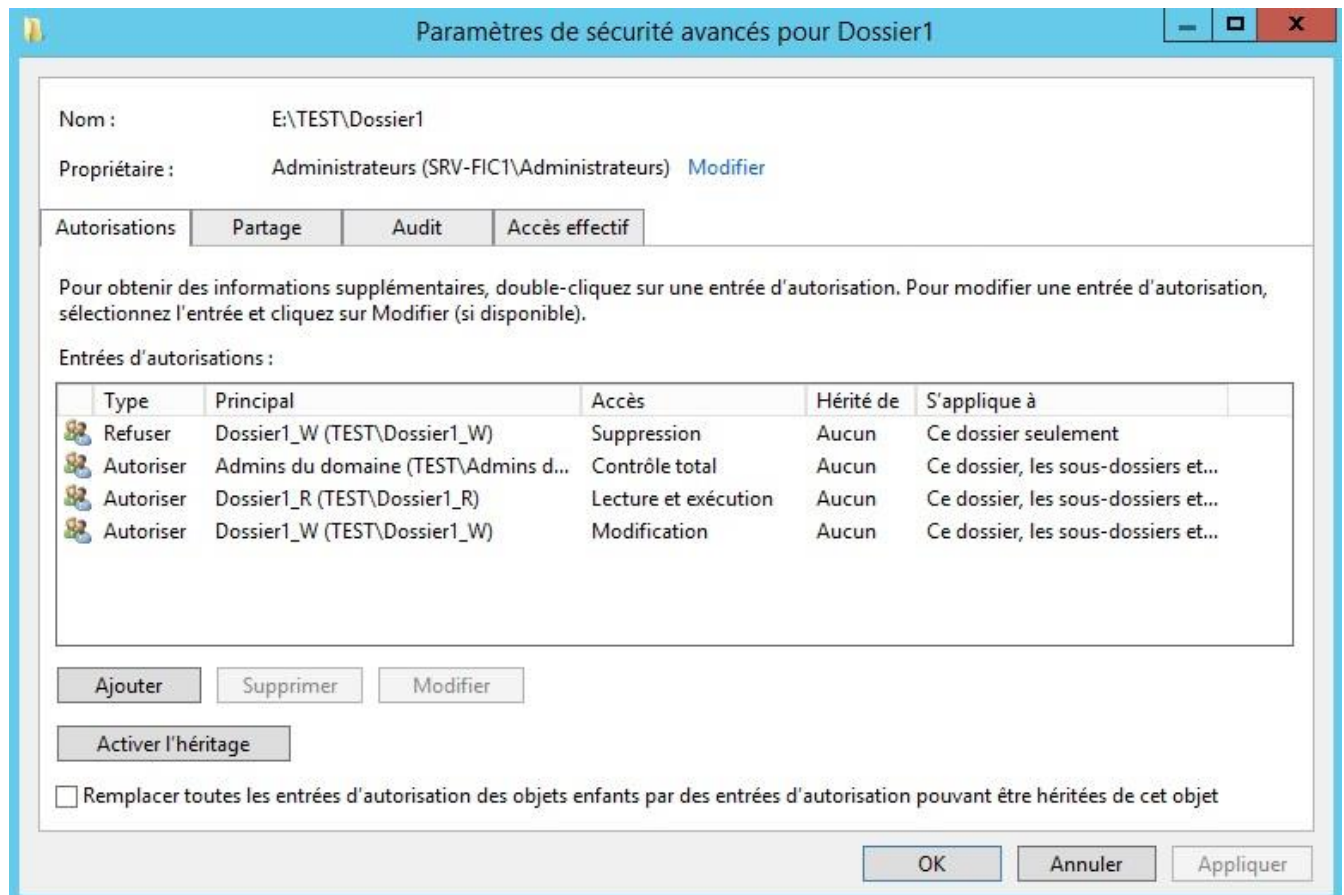 Paramètres de sécurité avancés pour Dossier1
Nom : E:\TEST\Dossier1
Propriétaire : Administrateurs (SRV-FIC1\Administrateurs) Modifier
Autorisations Partage Audit Accès effectif
Pour obtenir des informations supplémentaires, double-cliquez sur une entrée d'autorisation. Pour modifier une entrée d'autorisation,
sélectionnez l'entrée et cliquez sur Modifier (si disponible).
Entrées d'autorisations :
Type Principal Accès Hérité de S'applique à
Refuser Dossier1_W (TEST\Dossier1_W) Suppression Aucun Ce dossier seulement
Autoriser Admins du domaine (TEST\Admins d... Contrôle total Aucun Ce dossier, les sous-dossiers et...
Autoriser Dossier1_R (TEST\Dossier1_R) Lecture et exécution Aucun Ce dossier, les sous-dossiers et...
Autoriser Dossier1_W (TEST\Dossier1_W) Modification Aucun Ce dossier, les sous-dossiers et...
Ajouter Supprimer Modifier
Activer l'héritage
Remplacer toutes les entrées d'autorisation des objets enfants par des entrées d'autorisation pouvant être héritées de cet objet
OK Annuler Appliquer